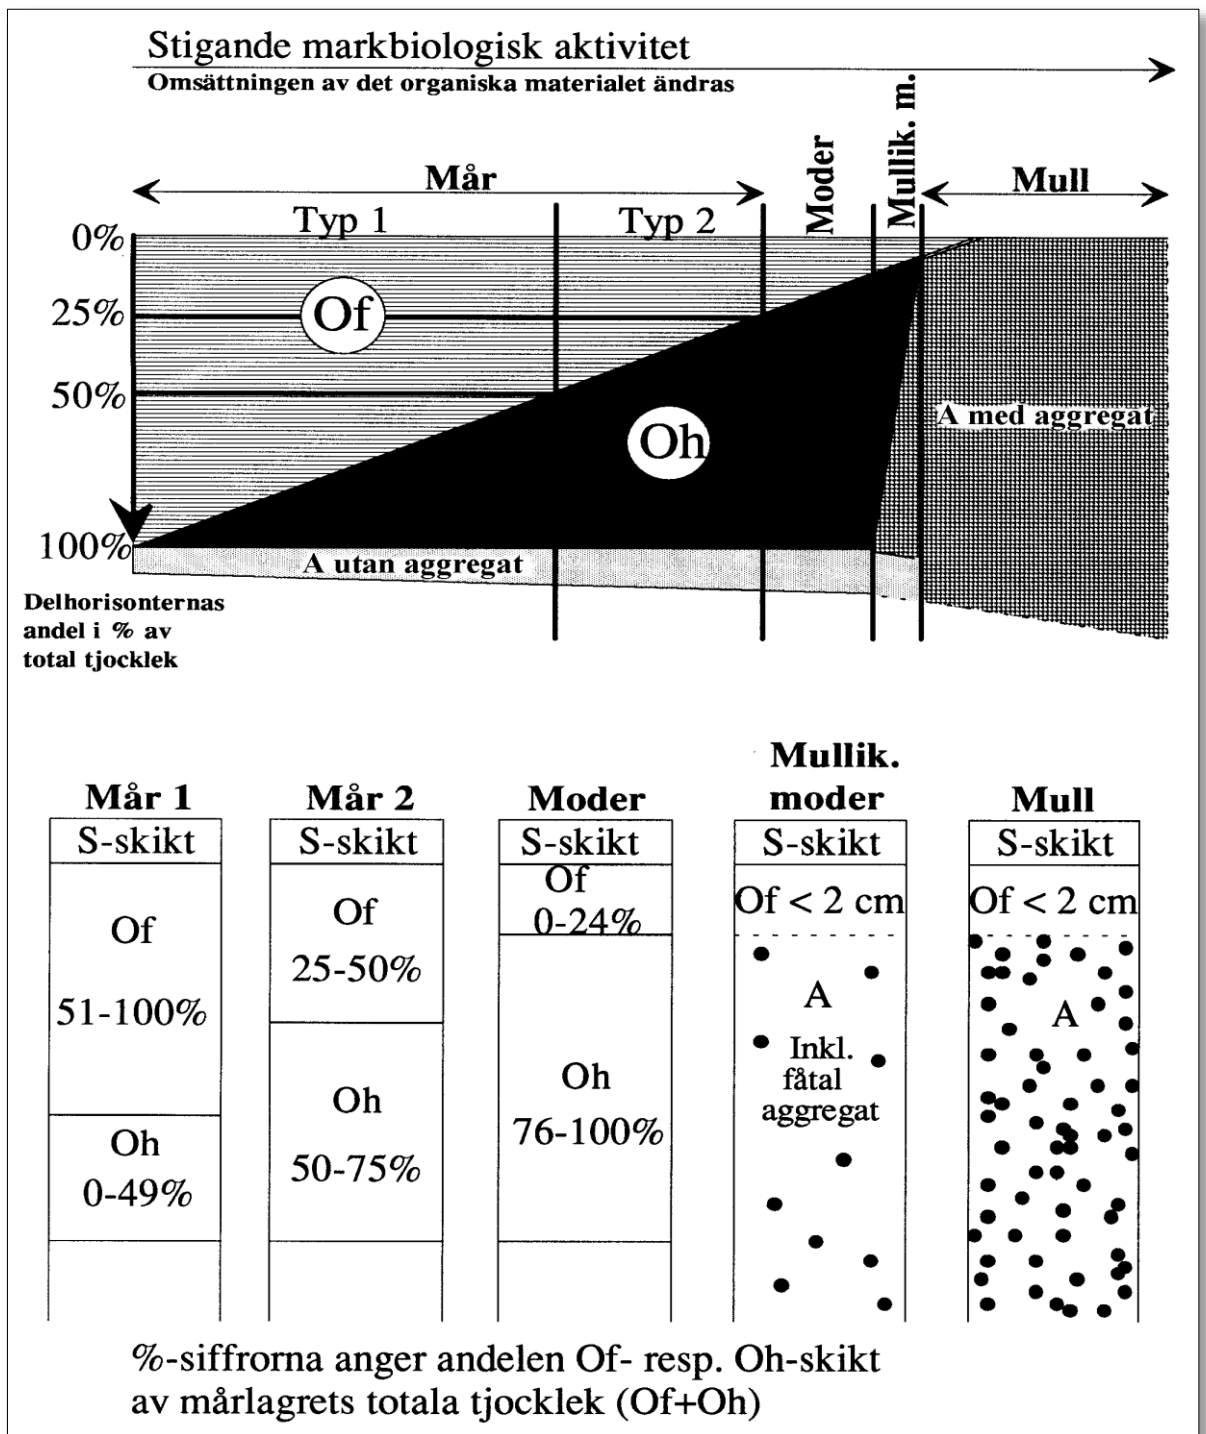 Stigande markbiologisk aktivitet
Omsättningen av det organiska materialet ändras
Mår
Moder
Mullik. m.
Mull
Typ 1
Typ 2
0%
25%
50%
100%
Of
Oh
A med aggregat
A utan aggregat
Delhorisonternas
andel i % av
total tjocklek
Mår 1
S-skikt
Of
51-100%
Oh
0-49%
Mår 2
S-skikt
Of
25-50%
Oh
50-75%
Moder
S-skikt
Of
0-24%
Oh
76-100%
Mullik.
moder
S-skikt
Of < 2 cm
A
Inkl.
fåtal
aggregat
Mull
S-skikt
Of < 2 cm
A
%-siffrorna anger andelen Of- resp. Oh-skikt
av mårlagrets totala tjocklek (Of+Oh)